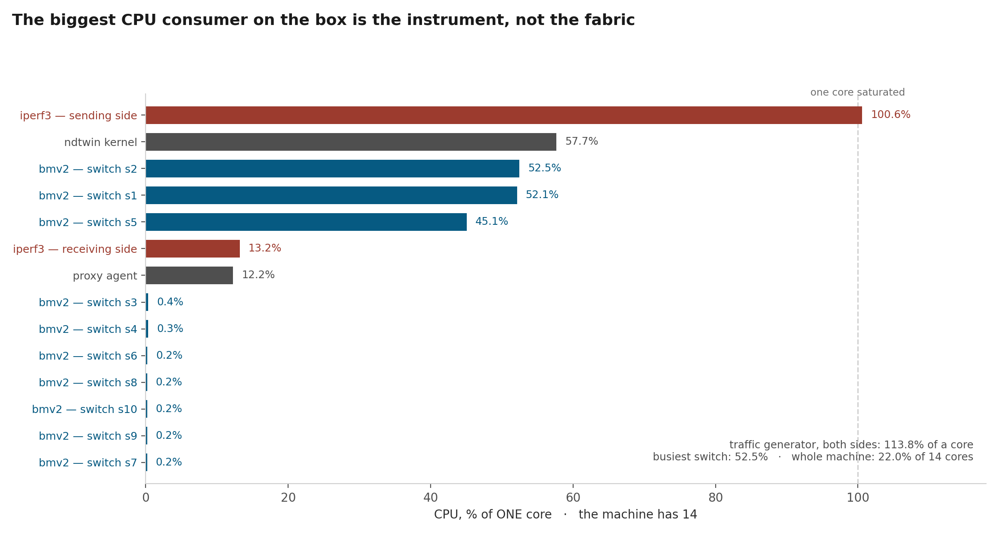 The biggest CPU consumer on the box is the instrument, not the fabric
one core saturated
iperf3 — sending side 100.6%
ndtwin kernel 57.7%
bmv2 — switch s2 52.5%
bmv2 — switch s1 52.1%
bmv2 — switch s5 45.1%
iperf3 — receiving side 13.2%
proxy agent 12.2%
bmv2 — switch s3 0.4%
bmv2 — switch s4 0.3%
bmv2 — switch s6 0.2%
bmv2 — switch s8 0.2%
bmv2 — switch s10 0.2%
bmv2 — switch s9 0.2%
traffic generator, both sides: 113.8% of a core
busiest switch: 52.5% · whole machine: 22.0% of 14 cores
bmv2 — switch s7 0.2%
0 20 40 60 80 100
CPU, % of ONE core · the machine has 14